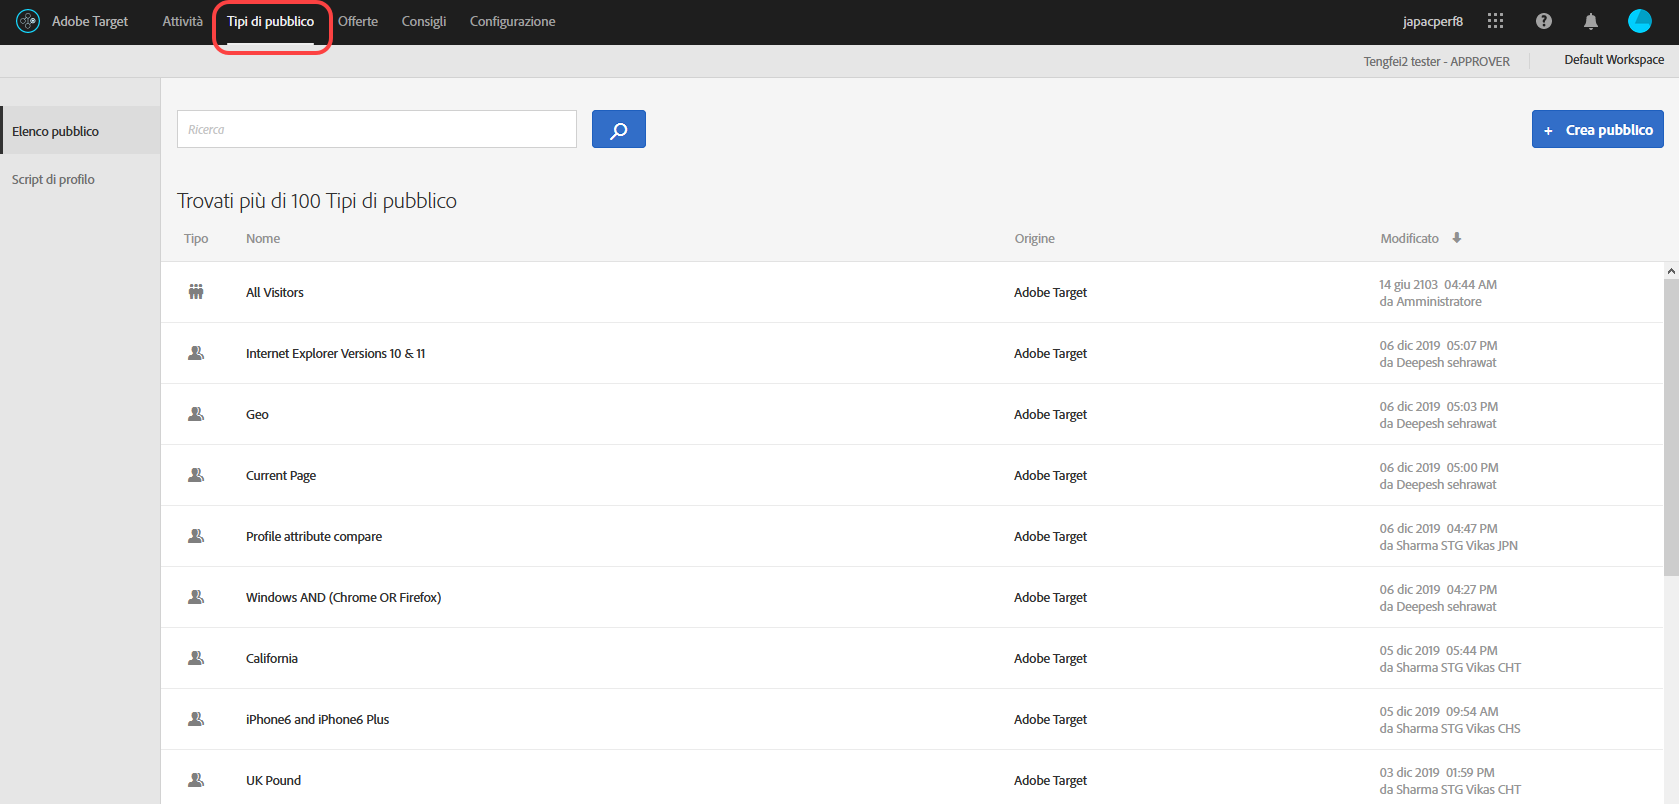 Adobe Target
Attività
Tipi di pubblico
Offerte
Consigli
Configurazione
japacperf8
Tengfei2 tester - APPROVER
Default Workspace
Elenco pubblico
Script di profilo
Ricerca
+ Crea pubblico
Trovati più di 100 Tipi di pubblico
Tipo
Nome
Origine
Modificato
All Visitors
Adobe Target
14 giu 2103 04:44 AM
da Amministratore
Internet Explorer Versions 10 & 11
Adobe Target
06 dic 2019 05:07 PM
da Deepesh sehrawat
Geo
Adobe Target
06 dic 2019 05:03 PM
da Deepesh sehrawat
Current Page
Adobe Target
06 dic 2019 05:00 PM
da Deepesh sehrawat
Profile attribute compare
Adobe Target
06 dic 2019 04:47 PM
da Sharma STG Vikas JPN
Windows AND (Chrome OR Firefox)
Adobe Target
06 dic 2019 04:27 PM
da Deepesh sehrawat
California
Adobe Target
05 dic 2019 05:44 PM
da Sharma STG Vikas CHT
iPhone6 and iPhone6 Plus
Adobe Target
05 dic 2019 09:54 AM
da Sharma STG Vikas CHS
UK Pound
Adobe Target
03 dic 2019 01:59 PM
da Sharma STG Vikas CHT